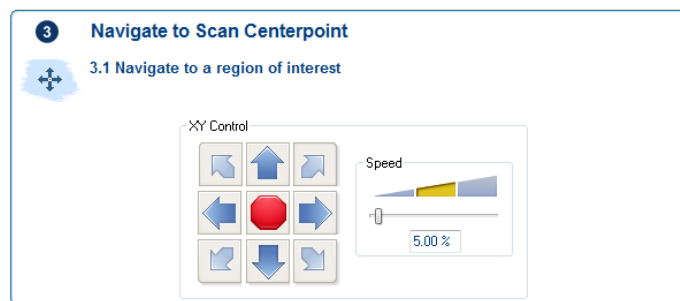 3 Navigate to Scan Centerpoint
3.1 Navigate to a region of interest
XY Control
Speed
5.00 %